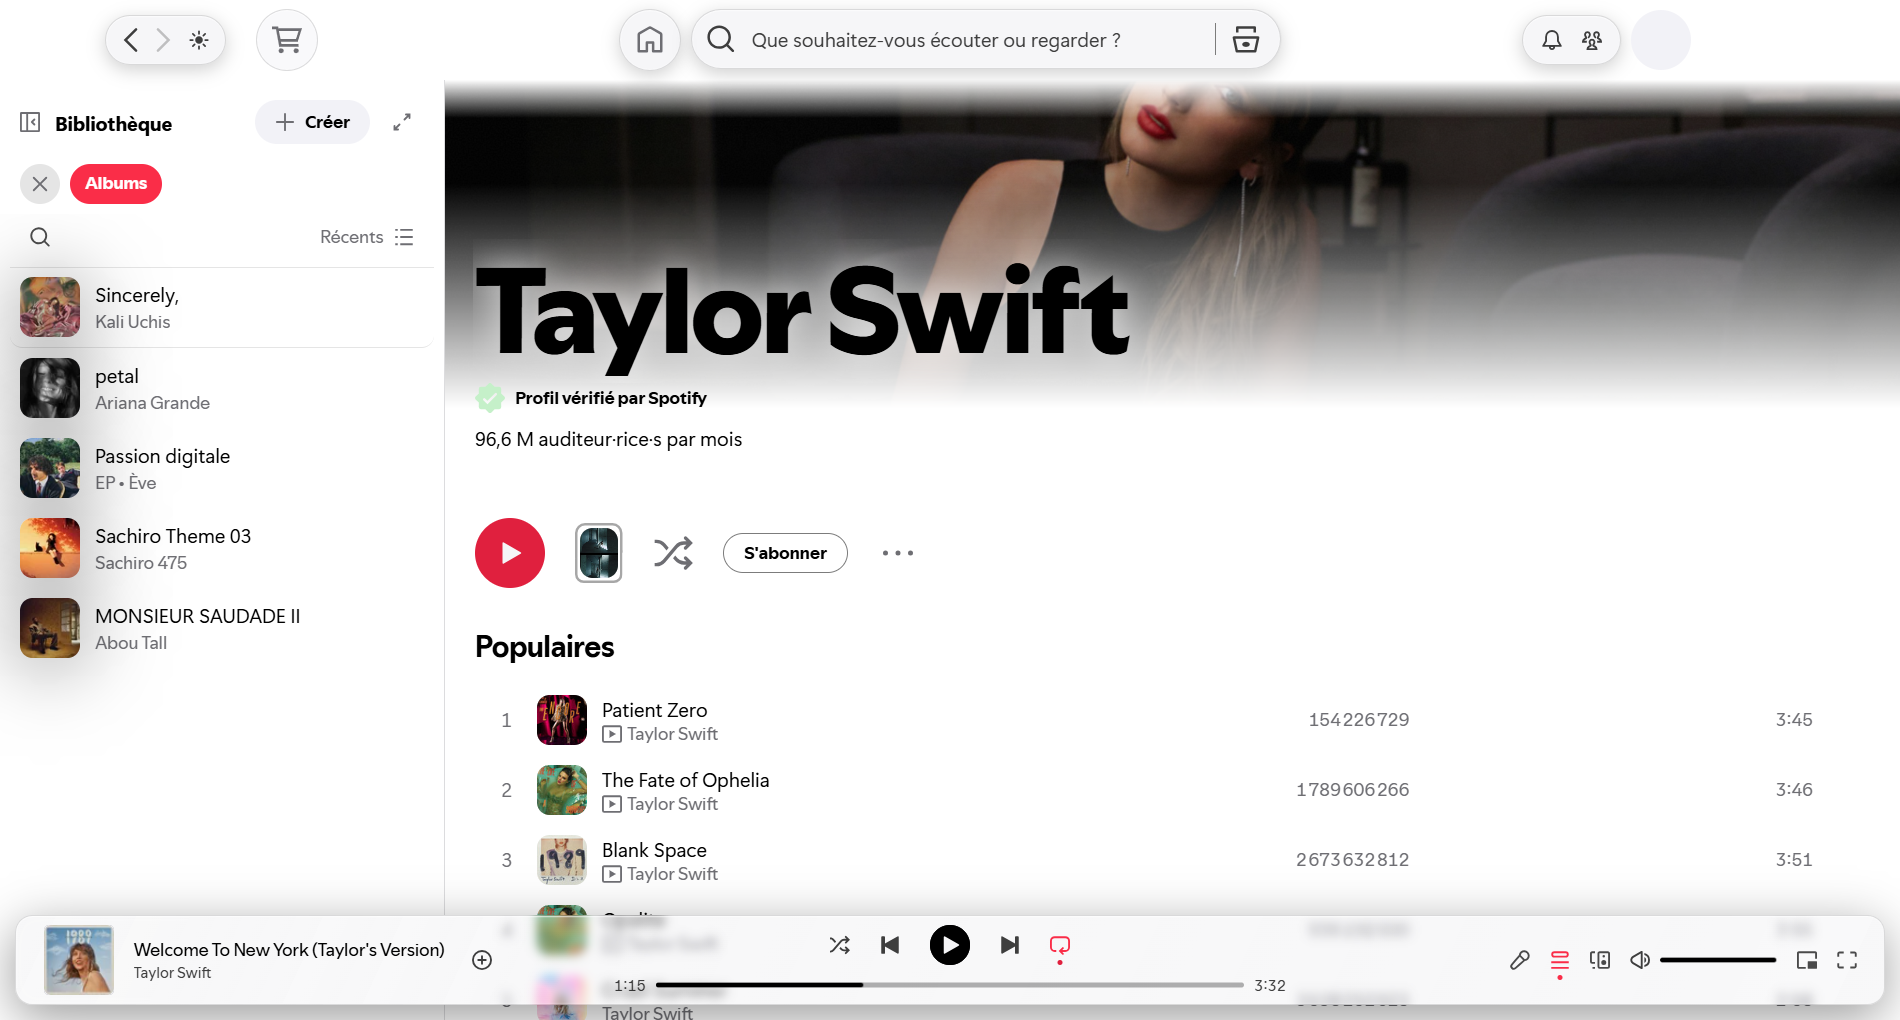 Que souhaitez-vous écouter ou regarder ?
Bibliothèque
Créer
Albums
Récents
Sincerely,
Kali Uchis
petal
Ariana Grande
Passion digitale
EP • Ève
Sachiro Theme 03
Sachiro 475
MONSIEUR SAUDADE II
Abou Tall
Taylor Swift
Profil vérifié par Spotify
96,6 M auditeur·rice·s par mois
S'abonner
Populaires
1 Patient Zero 154226729 3:45
Taylor Swift
2 The Fate of Ophelia 1789606266 3:46
Taylor Swift
3 Blank Space 2673632812 3:51
Taylor Swift
Taylor Swift
Welcome To New York (Taylor's Version)
Taylor Swift
1:15
3:32